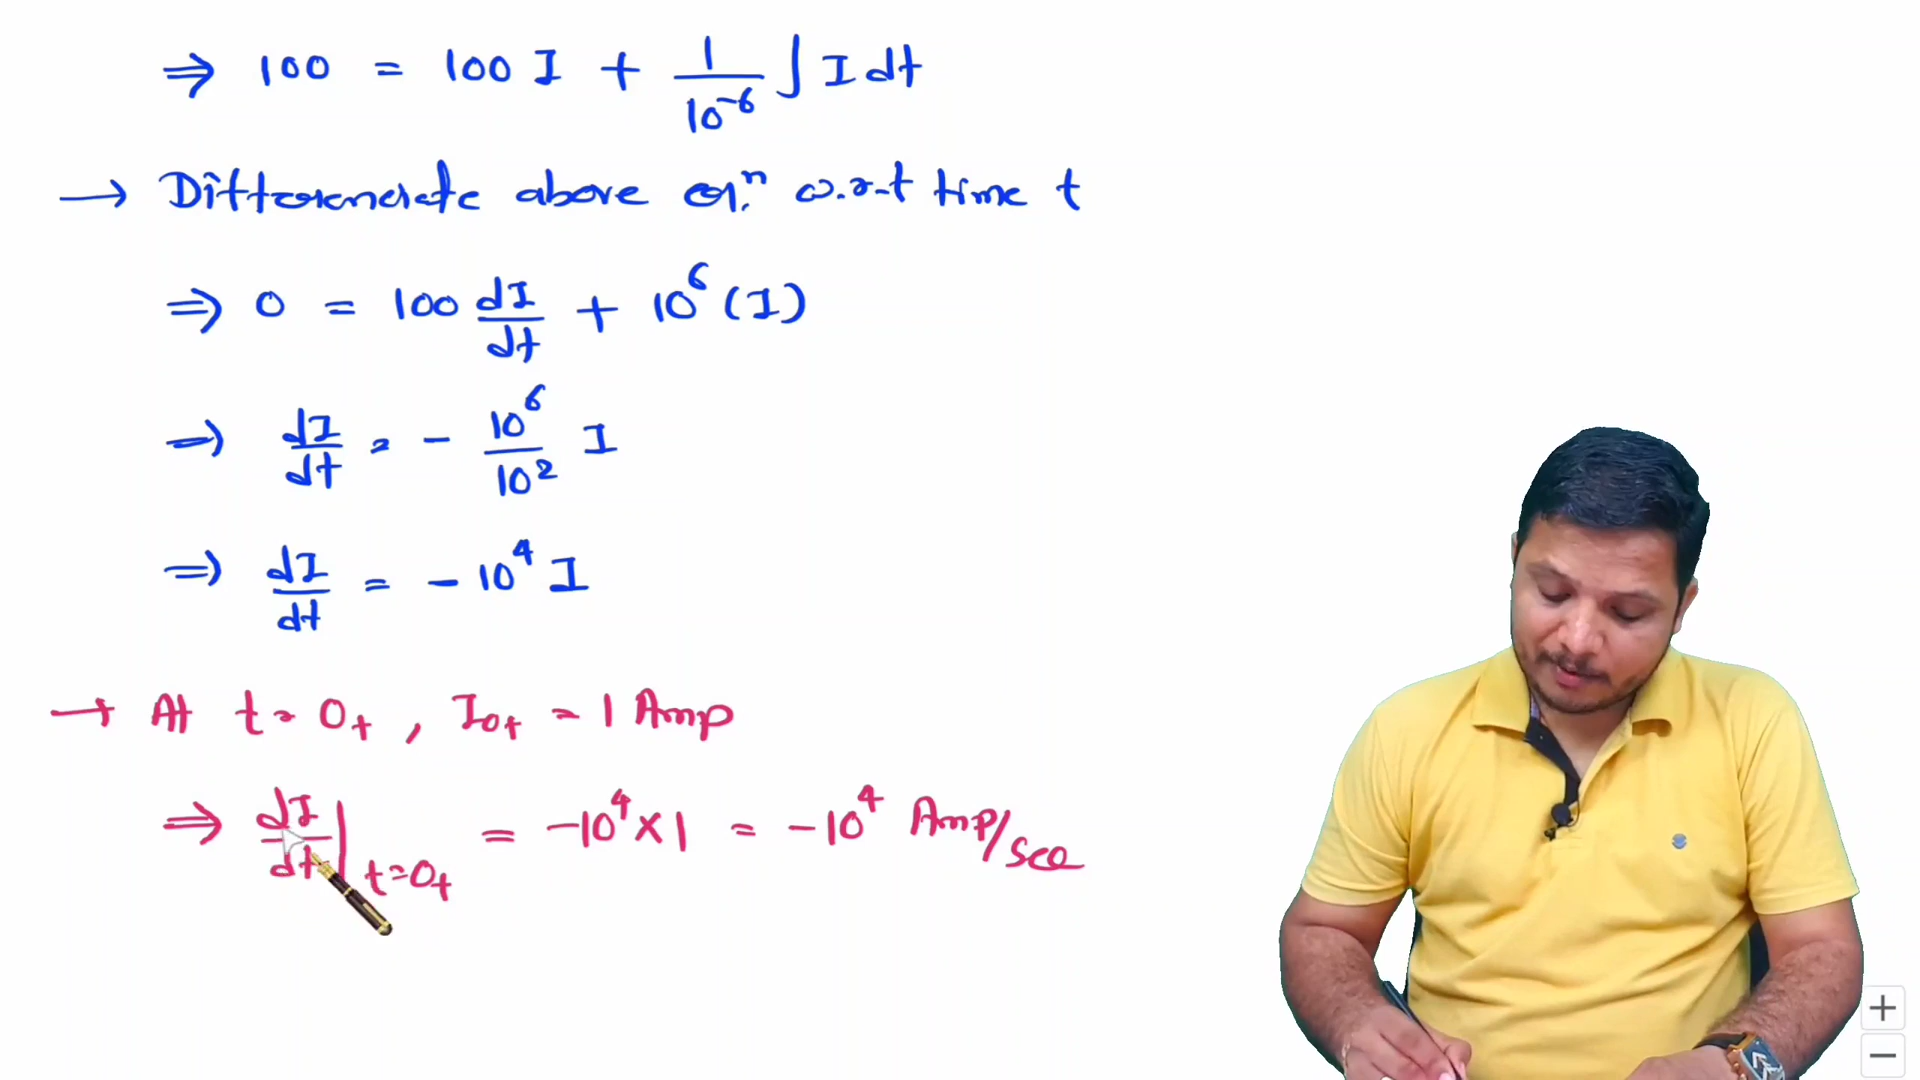 ⇒ 100 = 100 I + 1/10⁻⁶ ∫ I dt
→ Differenciate above eqⁿ. w.r.t time t
⇒ 0 = 100 dI/dt + 10⁶ (I)
⇒ dI/dt = - 10⁶/10² I
⇒ dI/dt = - 10⁴ I
→ At t = 0₊ , I₀₊ = 1 Amp
⇒ dI/dt |ₜ₌₀₊ = -10⁴ × 1 = -10⁴ Amp/sec